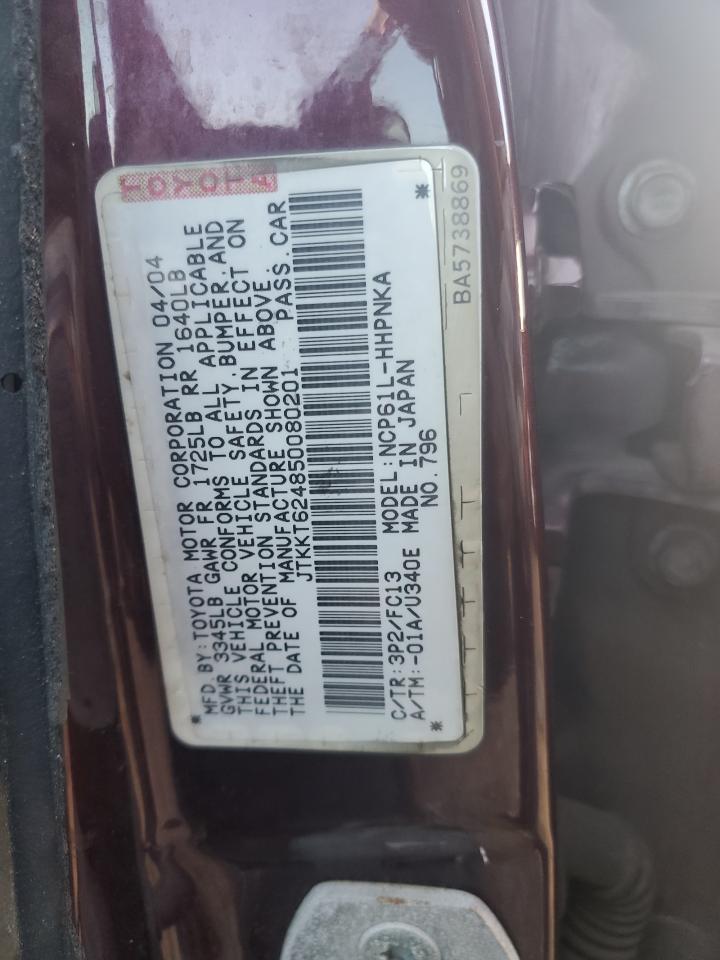 TOYOTA
* MFD. BY: TOYOTA MOTOR CORPORATION 04/04
GVWR 3345LB GAWR FR 1725LB RR 1640LB
THIS VEHICLE CONFORMS TO ALL APPLICABLE
FEDERAL MOTOR VEHICLE SAFETY, BUMPER, AND
THEFT PREVENTION STANDARDS IN EFFECT ON
THE DATE OF MANUFACTURE SHOWN ABOVE.
JTKKT624850080201 PASS. CAR
*
C/TR: 3P2/FC13 MODEL: NCP61L-HHPNKA
A/TM: -01A/U340E MADE IN JAPAN
* NO. 796
BA5738869